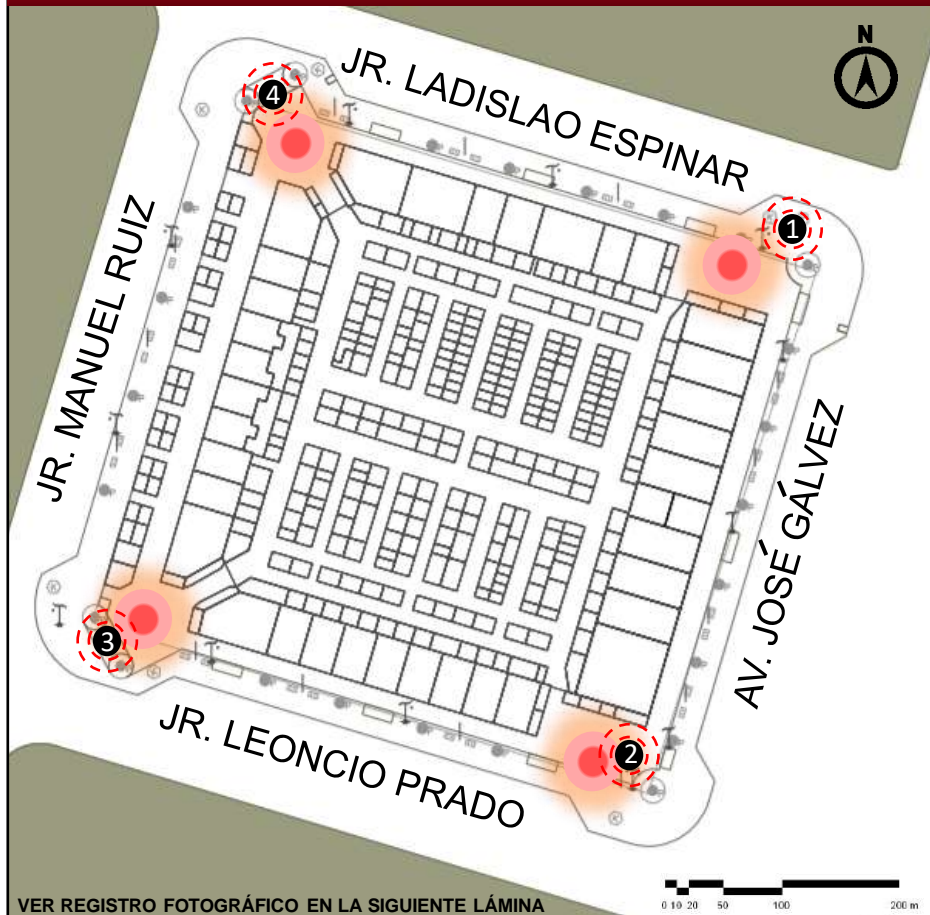 N
JR. LADISLAO ESPINAR
4
1
JR. MANUEL RUIZ
AV. JOSÉ GÁLVEZ
3
2
JR. LEONCIO PRADO
VER REGISTRO FOTOGRÁFICO EN LA SIGUIENTE LÁMINA
0 10 20 50 100 200 m